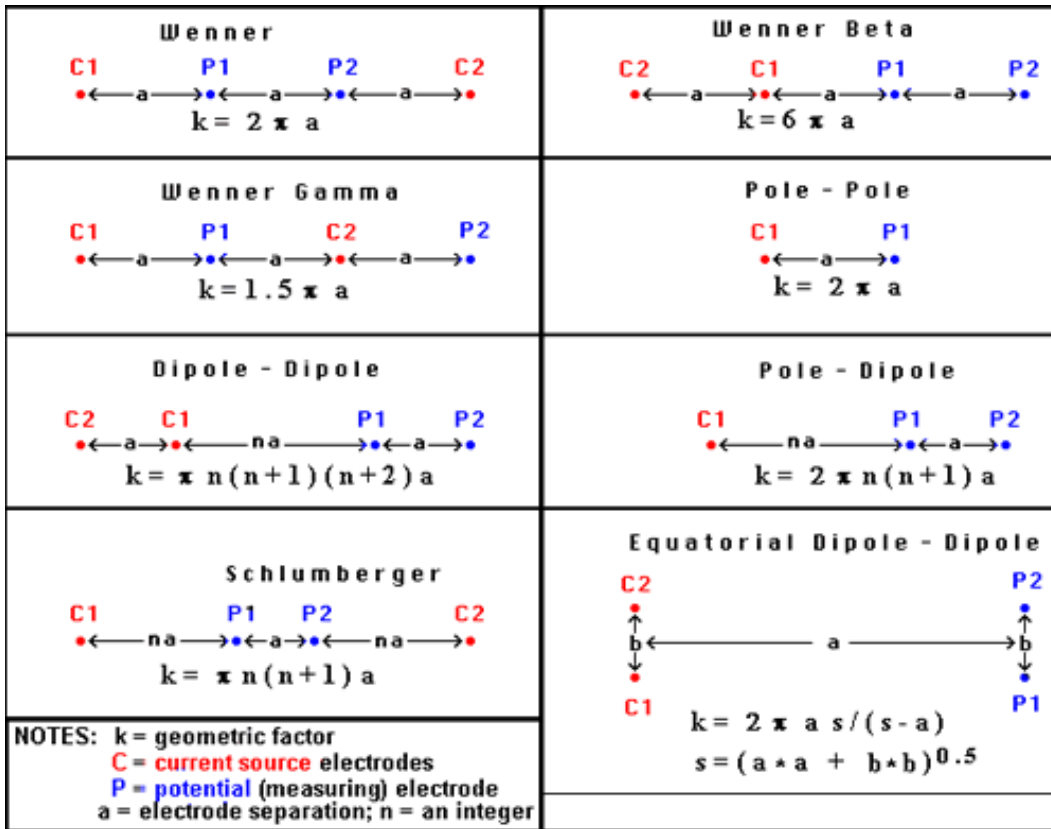 Wenner
C1 P1 P2 C2
a a a
k = 2 π a
Wenner Beta
C2 C1 P1 P2
a a a
k=6 π a
Wenner Gamma
C1 P1 C2 P2
a a a
k=1.5 π a
Pole - Pole
C1 P1
a
k= 2 π a
Dipole - Dipole
C2 C1 P1 P2
a na a
k= π n(n+1)(n+2)a
Pole - Dipole
C1 P1 P2
na a
k= 2 π n(n+1)a
Schlumberger
C1 P1 P2 C2
na a na
k= π n(n+1)a
Equatorial Dipole - Dipole
C2 P2
b a b
C1 P1
k= 2 π a s/(s-a)
s=(a*a + b*b)^0.5
NOTES: k = geometric factor
C = current source electrodes
P = potential (measuring) electrode
a = electrode separation; n = an integer